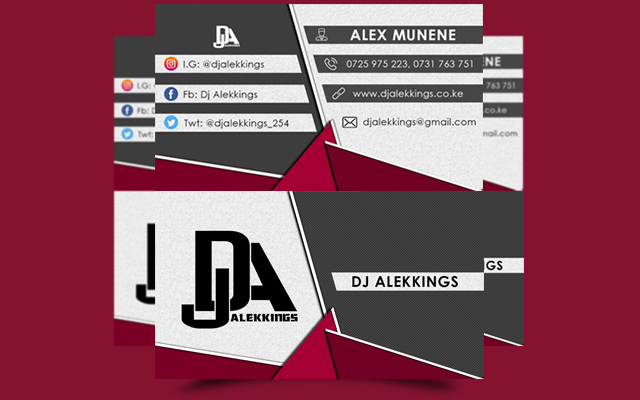 DJA
ALEKKINGS
I.G: @djalekkings
Fb: Dj Alekkings
Twt: @djalekkings_254
ALEX MUNENE
0725 975 223, 0731 763 751
www.djalekkings.co.ke
djalekkings@gmail.com
I.G:
Fb: D
Twt:
NE
763 751
o.ke
l.com
DJA
ALEKKINGS
DJ ALEKKINGS
GS